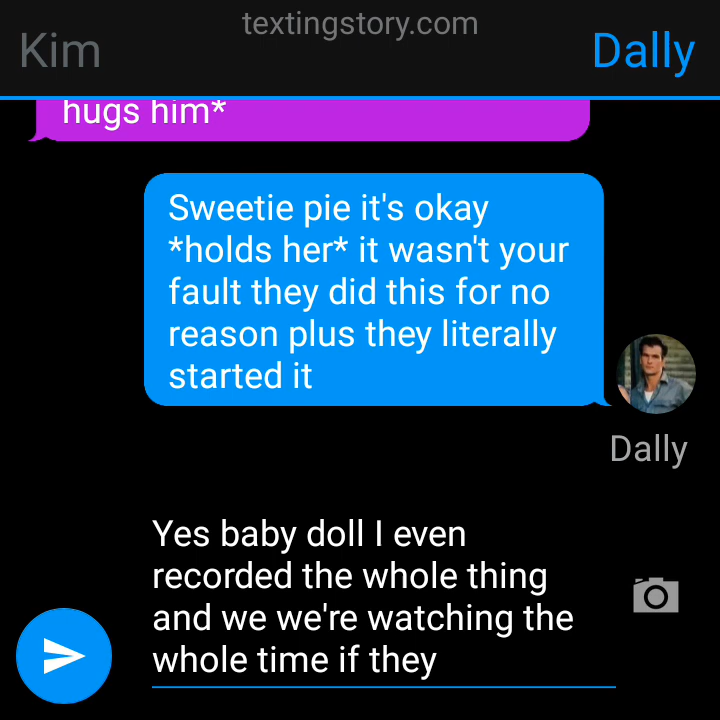 textingstory.com
Kim
Dally
hugs him*
Sweetie pie it's okay
*holds her* it wasn't your
fault they did this for no
reason plus they literally
started it
Dally
Yes baby doll I even
recorded the whole thing
and we we're watching the
whole time if they